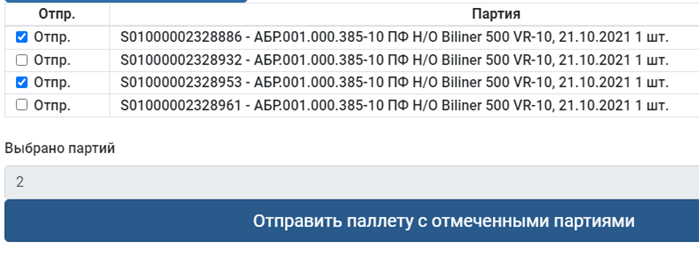 Отпр. Партия
Отпр. S01000002328886 - АБР.001.000.385-10 ПФ Н/О Biliner 500 VR-10, 21.10.2021 1 шт.
Отпр. S01000002328932 - АБР.001.000.385-10 ПФ Н/О Biliner 500 VR-10, 21.10.2021 1 шт.
Отпр. S01000002328953 - АБР.001.000.385-10 ПФ Н/О Biliner 500 VR-10, 21.10.2021 1 шт.
Отпр. S01000002328961 - АБР.001.000.385-10 ПФ Н/О Biliner 500 VR-10, 21.10.2021 1 шт.
Выбрано партий
2
Отправить паллету с отмеченными партиями